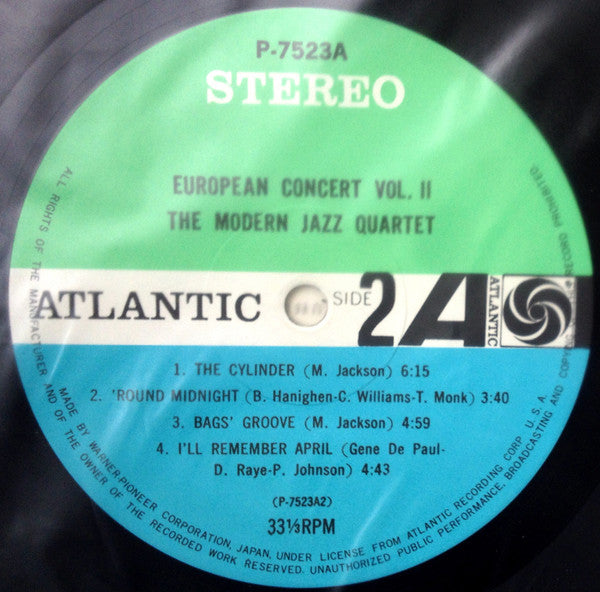 P-7523A
STEREO
EUROPEAN CONCERT VOL. II
THE MODERN JAZZ QUARTET
ATLANTIC
SIDE 2
A
ATLANTIC
1. THE CYLINDER (M. Jackson) 6:15
2. 'ROUND MIDNIGHT (B. Hanighen-C. Williams-T. Monk) 3:40
3. BAGS' GROOVE (M. Jackson) 4:59
4. I'LL REMEMBER APRIL (Gene De Paul-
D. Raye-P. Johnson) 4:43
(P-7523A2)
33⅓RPM
MADE BY WARNER-PIONEER CORPORATION, JAPAN, UNDER LICENSE FROM ATLANTIC RECORDING CORP. U.S.A.
ALL RIGHTS OF THE MANUFACTURER AND OF THE OWNER OF THE RECORDED WORK RESERVED. UNAUTHORIZED PUBLIC PERFORMANCE, BROADCASTING AND COPYING RECORD PROHIBITED.